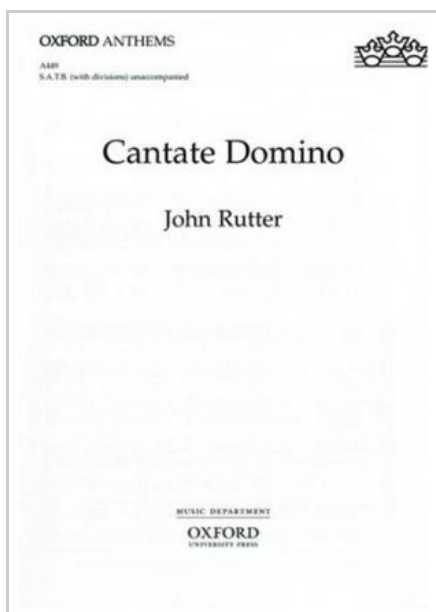 OXFORD ANTHEMS
A449
S.A.T.B. (with divisions) unaccompanied
Cantate Domino
John Rutter
MUSIC DEPARTMENT
OXFORD
UNIVERSITY PRESS